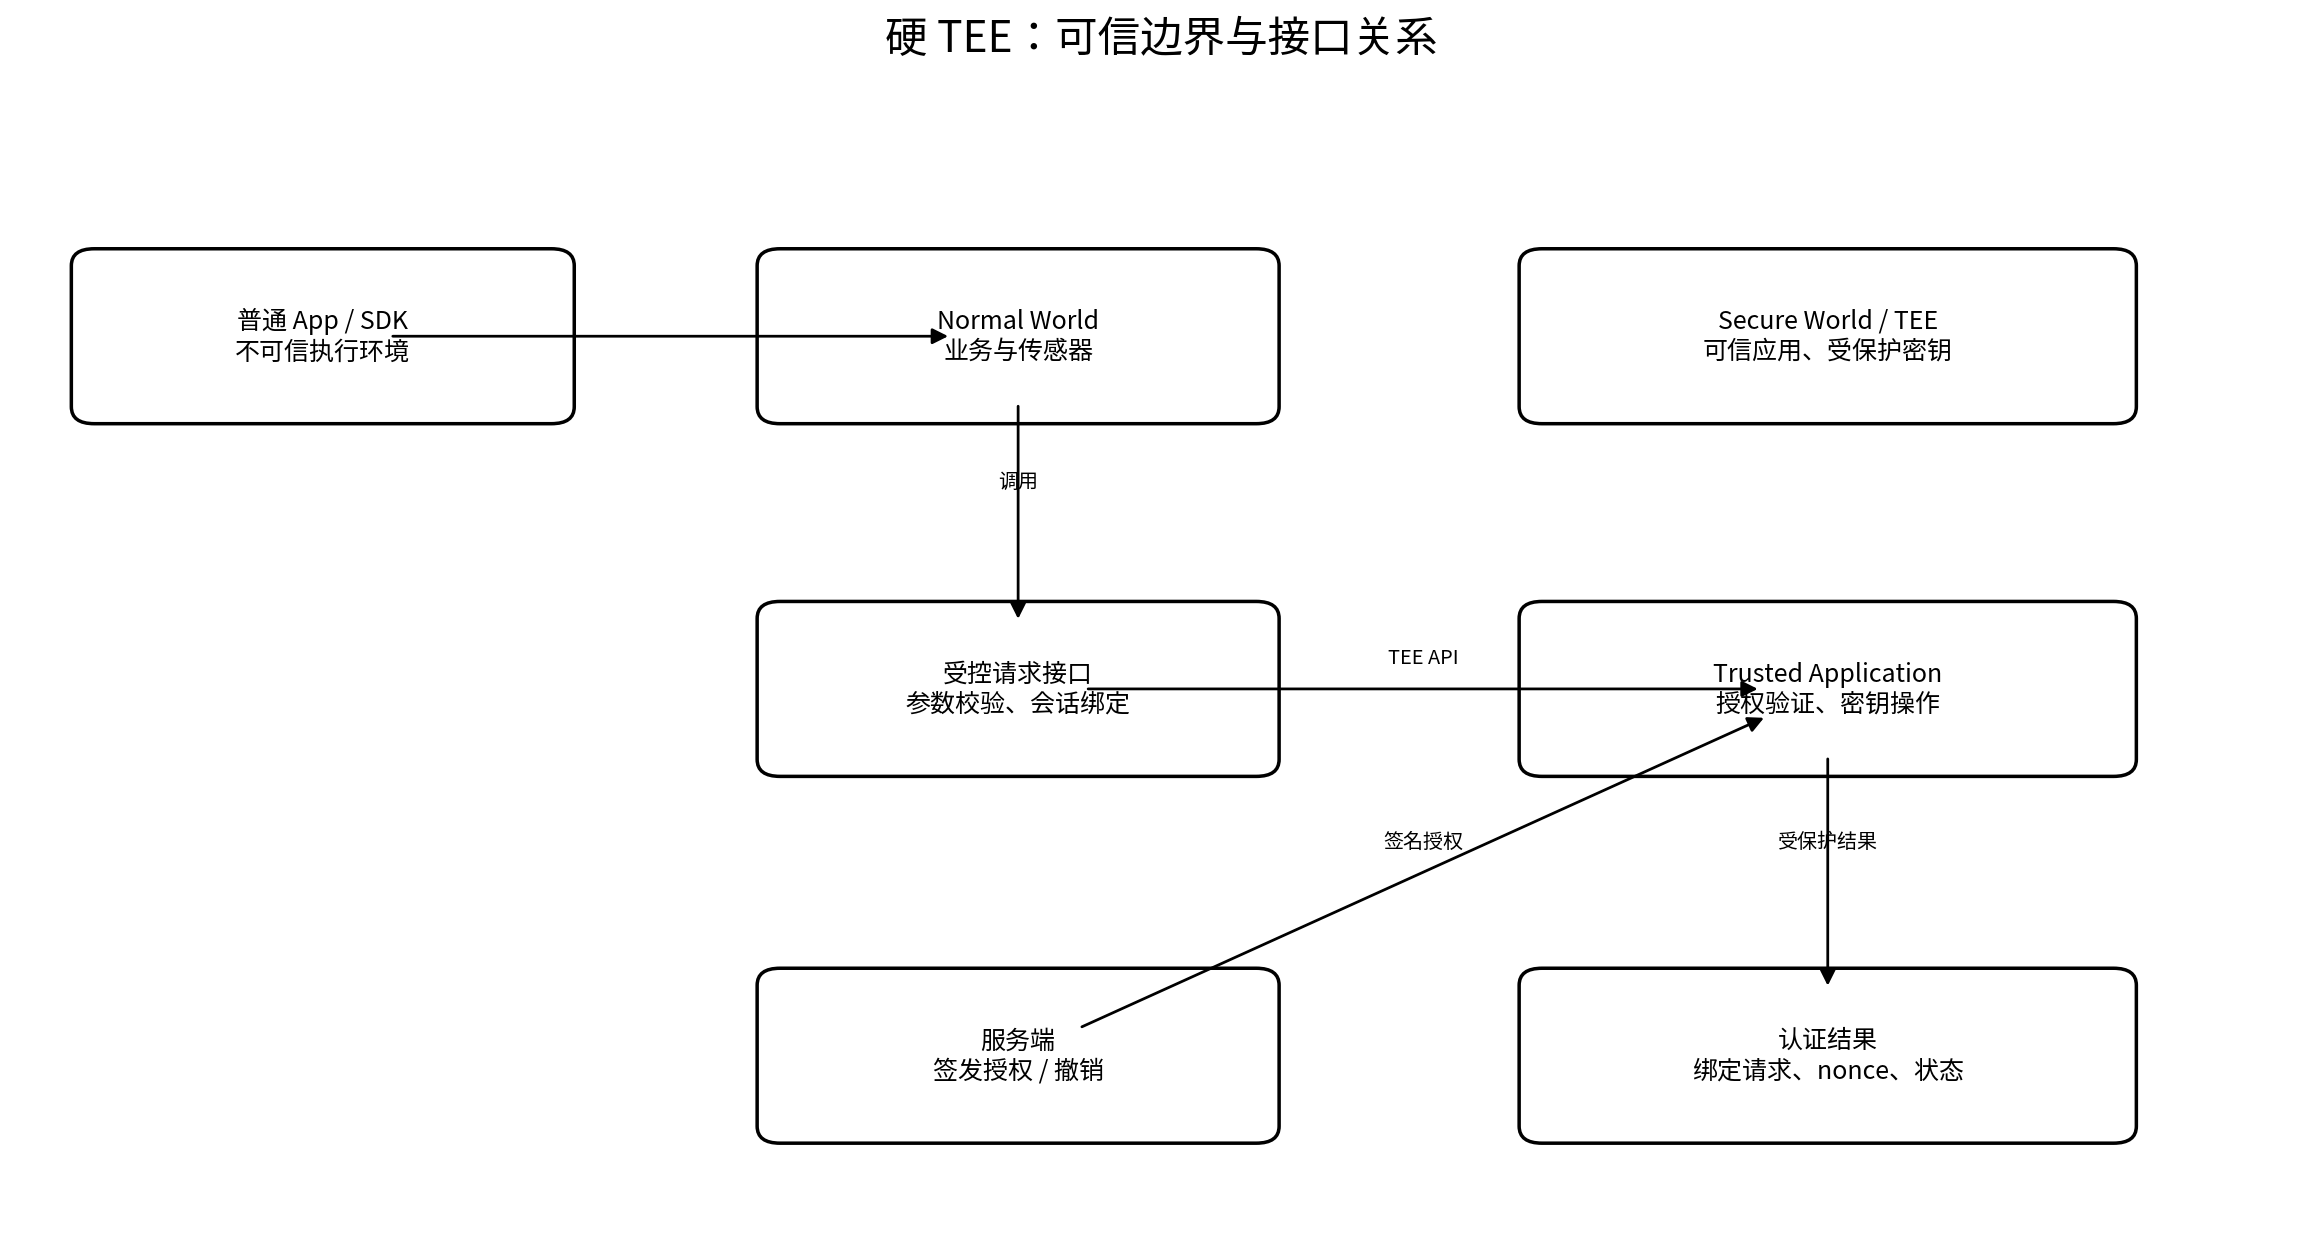 硬 TEE：可信边界与接口关系
普通 App / SDK
不可信执行环境
Normal World
业务与传感器
Secure World / TEE
可信应用、受保护密钥
调用
受控请求接口
参数校验、会话绑定
TEE API
Trusted Application
授权验证、密钥操作
签名授权
受保护结果
服务端
签发授权 / 撤销
认证结果
绑定请求、nonce、状态